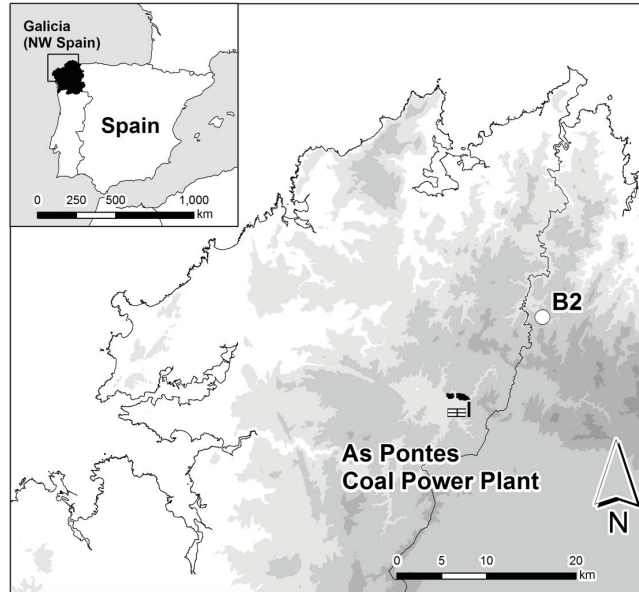 Galicia
(NW Spain)
Spain
0 250 500 1,000
km
B2
As Pontes
Coal Power Plant
N
0 5 10 20
km